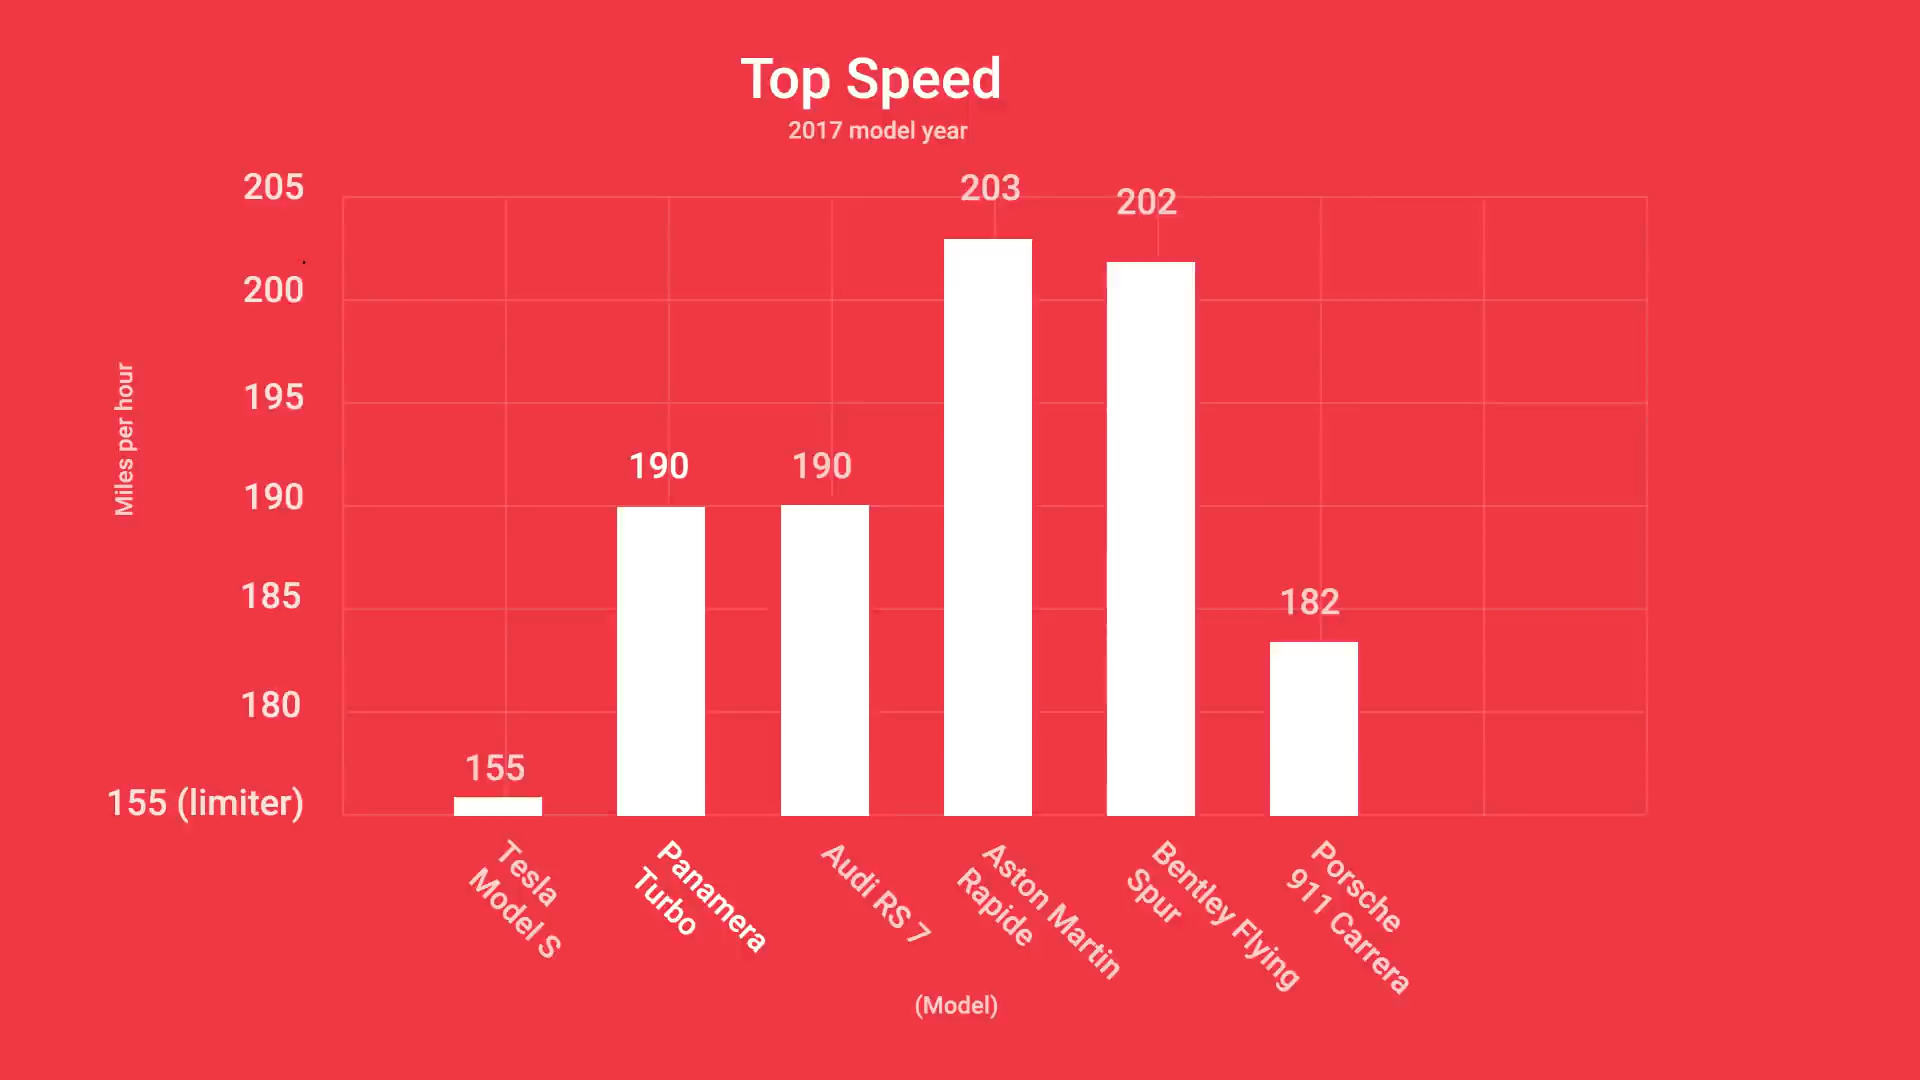 Top Speed
2017 model year
Miles per hour
205
200
195
190
185
180
155 (limiter)
155
190
190
203
202
182
Tesla
Model S
Panamera
Turbo
Audi RS 7
Aston Martin
Rapide
Bentley Flying
Spur
Porsche
911 Carrera
(Model)